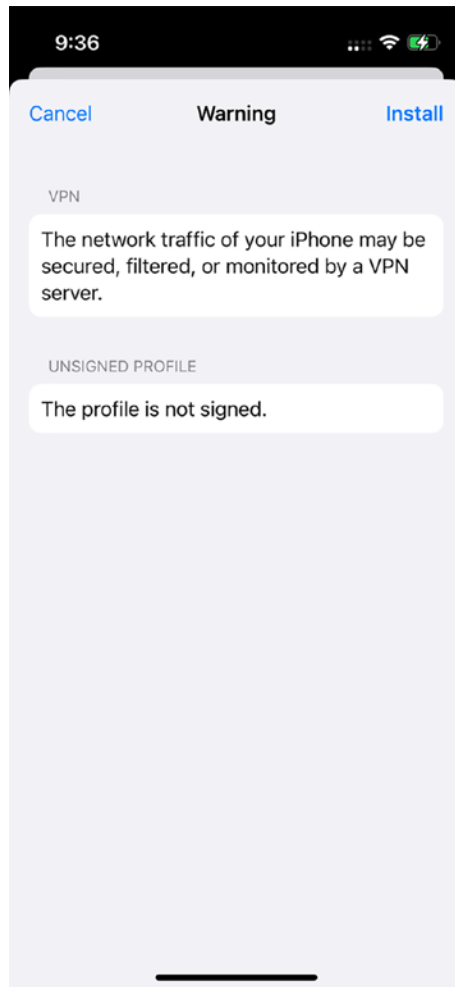 9:36
Cancel Warning Install
VPN
The network traffic of your iPhone may be
secured, filtered, or monitored by a VPN
server.
UNSIGNED PROFILE
The profile is not signed.